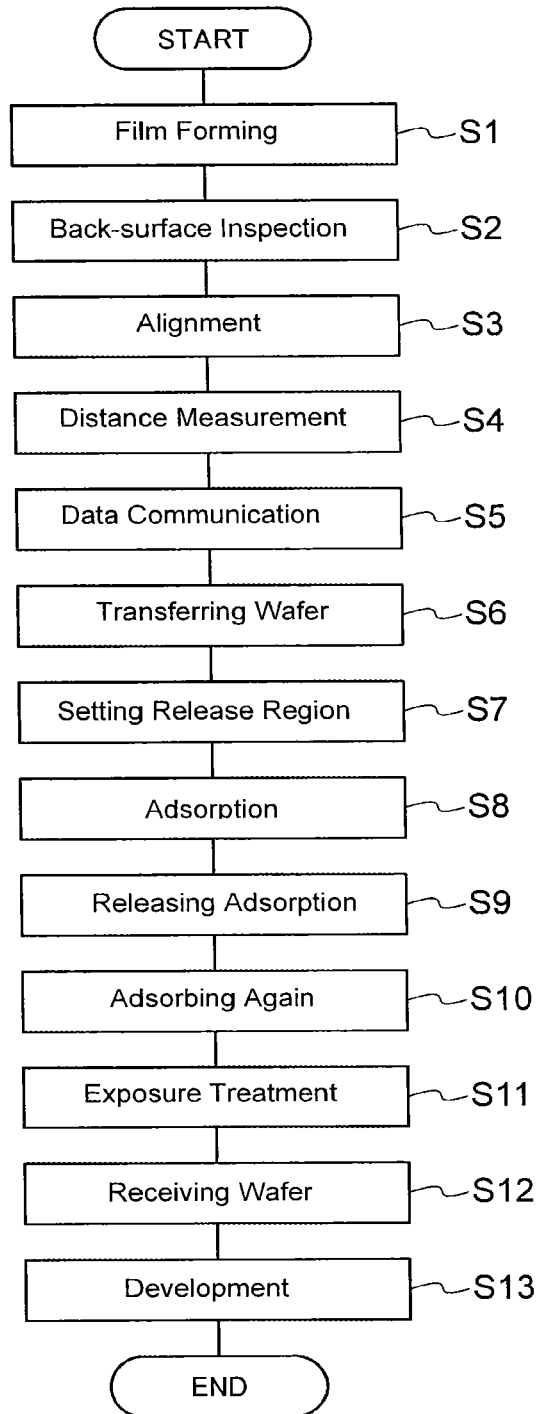 START
Film Forming S1
Back-surface Inspection S2
Alignment S3
Distance Measurement S4
Data Communication S5
Transferring Wafer S6
Setting Release Region S7
Adsorption S8
Releasing Adsorption S9
Adsorbing Again S10
Exposure Treatment S11
Receiving Wafer S12
Development S13
END